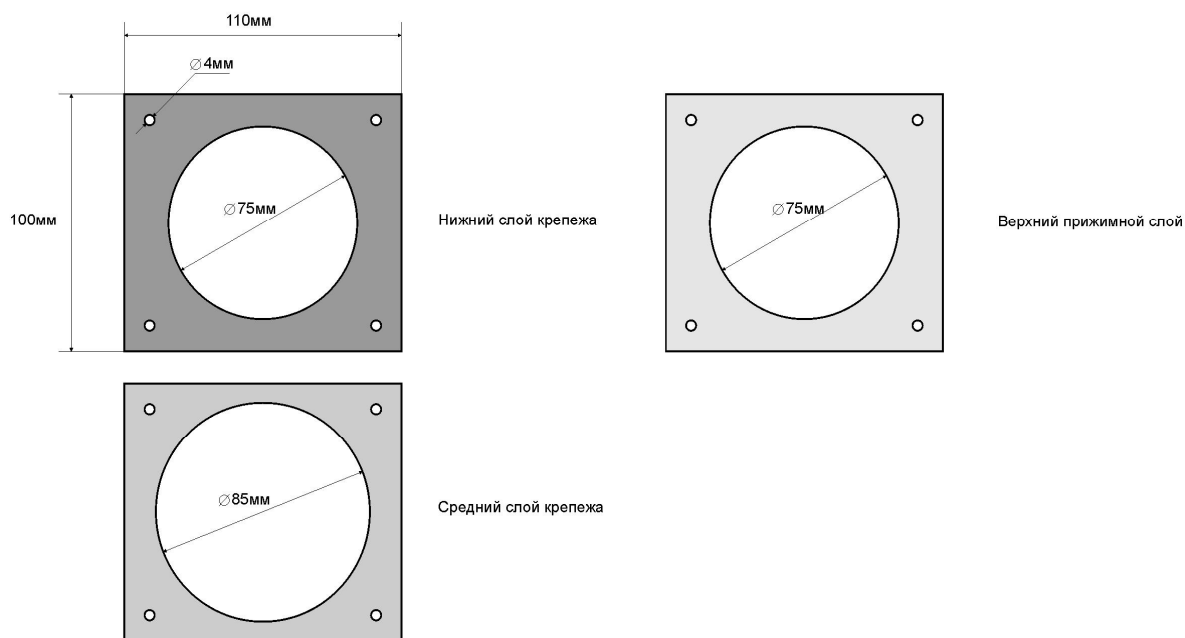 110мм
∅4мм
100мм
∅75мм
Нижний слой крепежа
∅75мм
Верхний прижимной слой
∅85мм
Средний слой крепежа